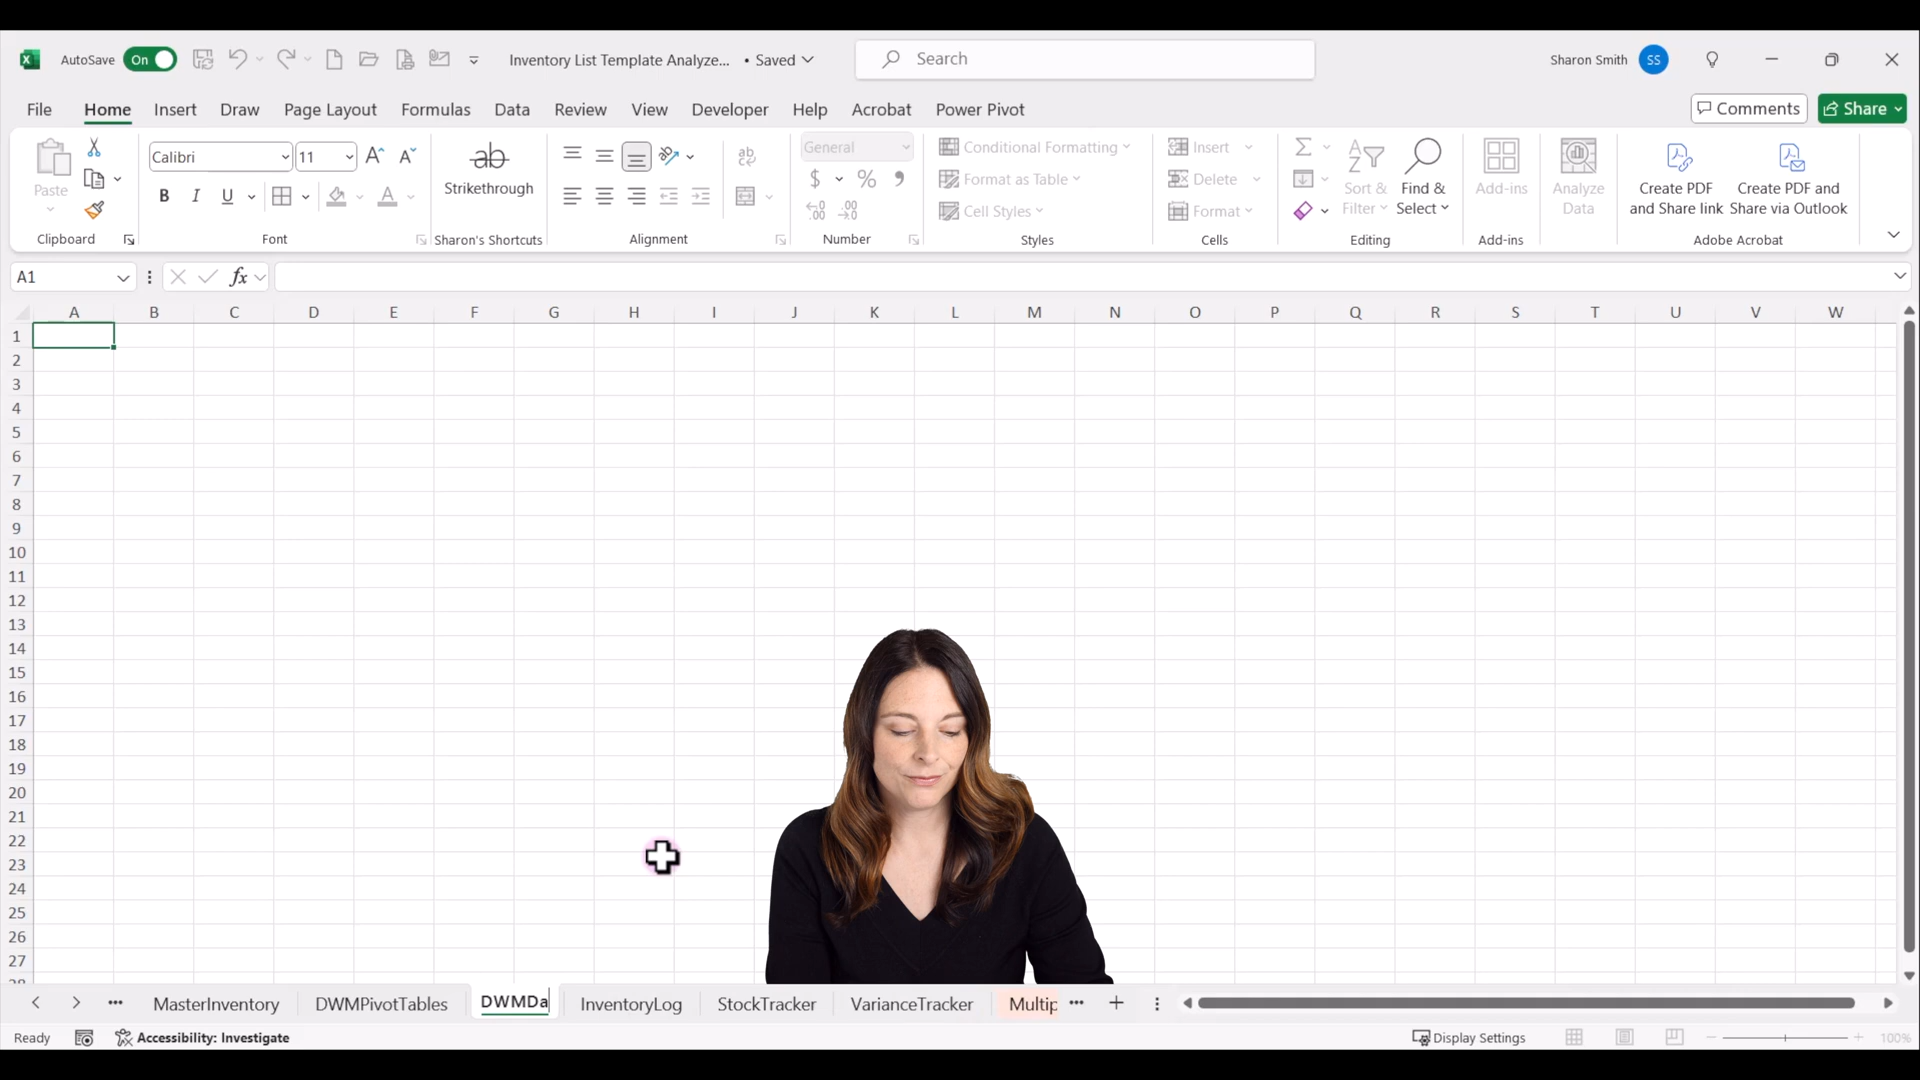 AutoSave On Inventory List Template Analyze... • Saved Search Sharon Smith SS
File Home Insert Draw Page Layout Formulas Data Review View Developer Help Acrobat Power Pivot Comments Share
Paste
Clipboard
Calibri 11
B I U
Font
ab
Strikethrough
Sharon's Shortcuts
ab
Alignment
General
$ % 9
Number
Conditional Formatting
Format as Table
Cell Styles
Styles
Insert
Delete
Format
Cells
Sort &
Filter
Find &
Select
Editing
Add-ins
Add-ins
Analyze
Data
Create PDF
and Share link
Create PDF and
Share via Outlook
Adobe Acrobat
A1 fx
A B C D E F G H I J K L M N O P Q R S T U V W
1
2
3
4
5
6
7
8
9
10
11
12
13
14
15
16
17
18
19
20
21
22
23
24
25
26
27
MasterInventory DWMPivotTables DWMDa InventoryLog StockTracker VarianceTracker Multip
Ready Accessibility: Investigate Display Settings 100%